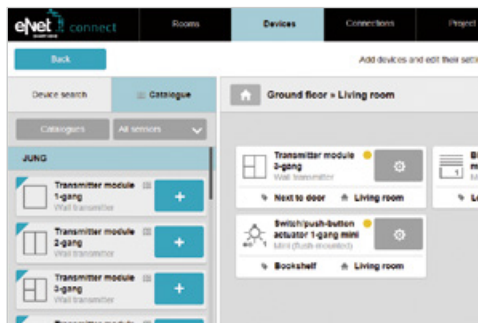 eNet connect
Rooms
Devices
Connections
Project
Back
Add devices and edit their
Device search
Catalogue
Ground floor » Living room
Catalogues
All sensors
JUNG
Transmitter module
1-gang
Wall transmitter
+
Transmitter module
2-gang
Wall transmitter
+
Transmitter module
3-gang
Wall transmitter
+
Transmitter module
3-gang
Wall transmitter
Next to door
Living room
Switch/push-button
actuator 1-gang mini
Mini (flush-mounted)
Bookshelf
Living room
1